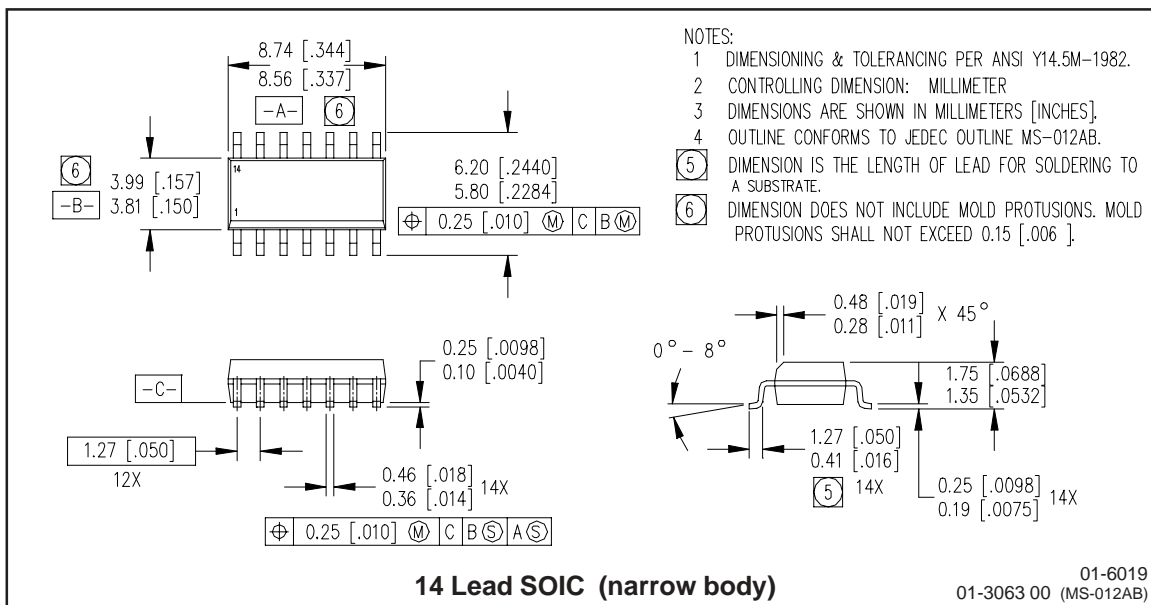 8.74 [.344]
8.56 [.337]
-A- 6
6 3.99 [.157]
-B- 3.81 [.150]
14
1
6.20 [.2440]
5.80 [.2284]
⌖ 0.25 [.010] Ⓜ C B Ⓜ
NOTES:
1 DIMENSIONING & TOLERANCING PER ANSI Y14.5M-1982.
2 CONTROLLING DIMENSION: MILLIMETER
3 DIMENSIONS ARE SHOWN IN MILLIMETERS [INCHES].
4 OUTLINE CONFORMS TO JEDEC OUTLINE MS-012AB.
5 DIMENSION IS THE LENGTH OF LEAD FOR SOLDERING TO
A SUBSTRATE.
6 DIMENSION DOES NOT INCLUDE MOLD PROTUSIONS. MOLD
PROTUSIONS SHALL NOT EXCEED 0.15 [.006 ].
-C-
0.25 [.0098]
0.10 [.0040]
1.27 [.050]
12X
0.46 [.018]
0.36 [.014] 14X
⌖ 0.25 [.010] Ⓜ C B Ⓢ A Ⓢ
0.48 [.019]
0.28 [.011] X 45°
0°-8°
1.75 [.0688]
1.35 [.0532]
1.27 [.050]
0.41 [.016]
5 14X
0.25 [.0098]
0.19 [.0075] 14X
14 Lead SOIC (narrow body)
01-6019
01-3063 00 (MS-012AB)